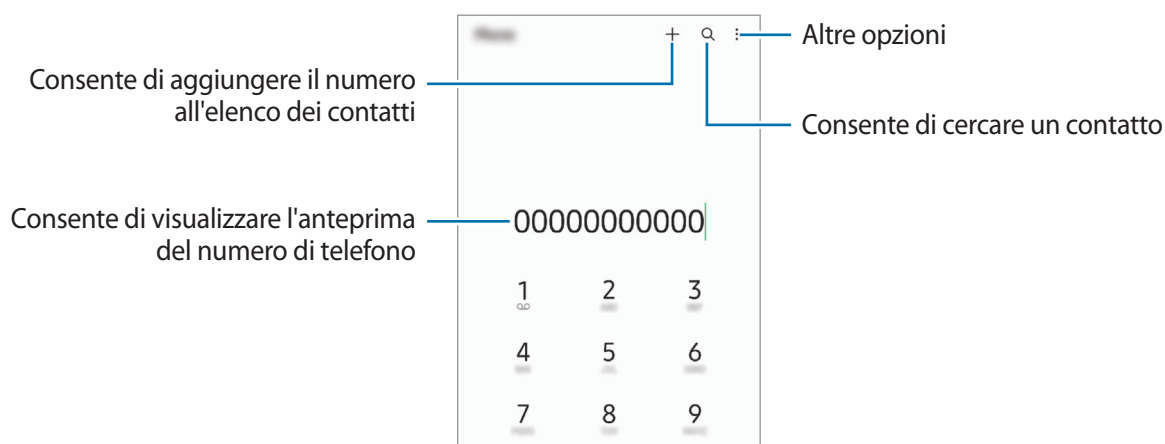 Altre opzioni
Consente di aggiungere il numero
all'elenco dei contatti
Consente di cercare un contatto
Consente di visualizzare l'anteprima
del numero di telefono
00000000000
1 2 3
4 5 6
7 8 9